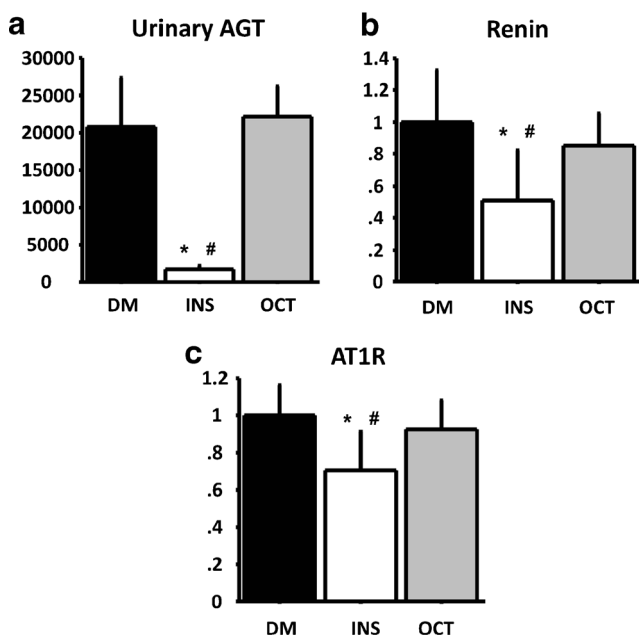 a
Urinary AGT
30000
25000
20000
15000
10000
5000
0
* #
DM INS OCT
b
Renin
1.4
1.2
1
.8
.6
.4
.2
0
* #
DM INS OCT
c
AT1R
1.2
1
.8
.6
.4
.2
0
* #
DM INS OCT